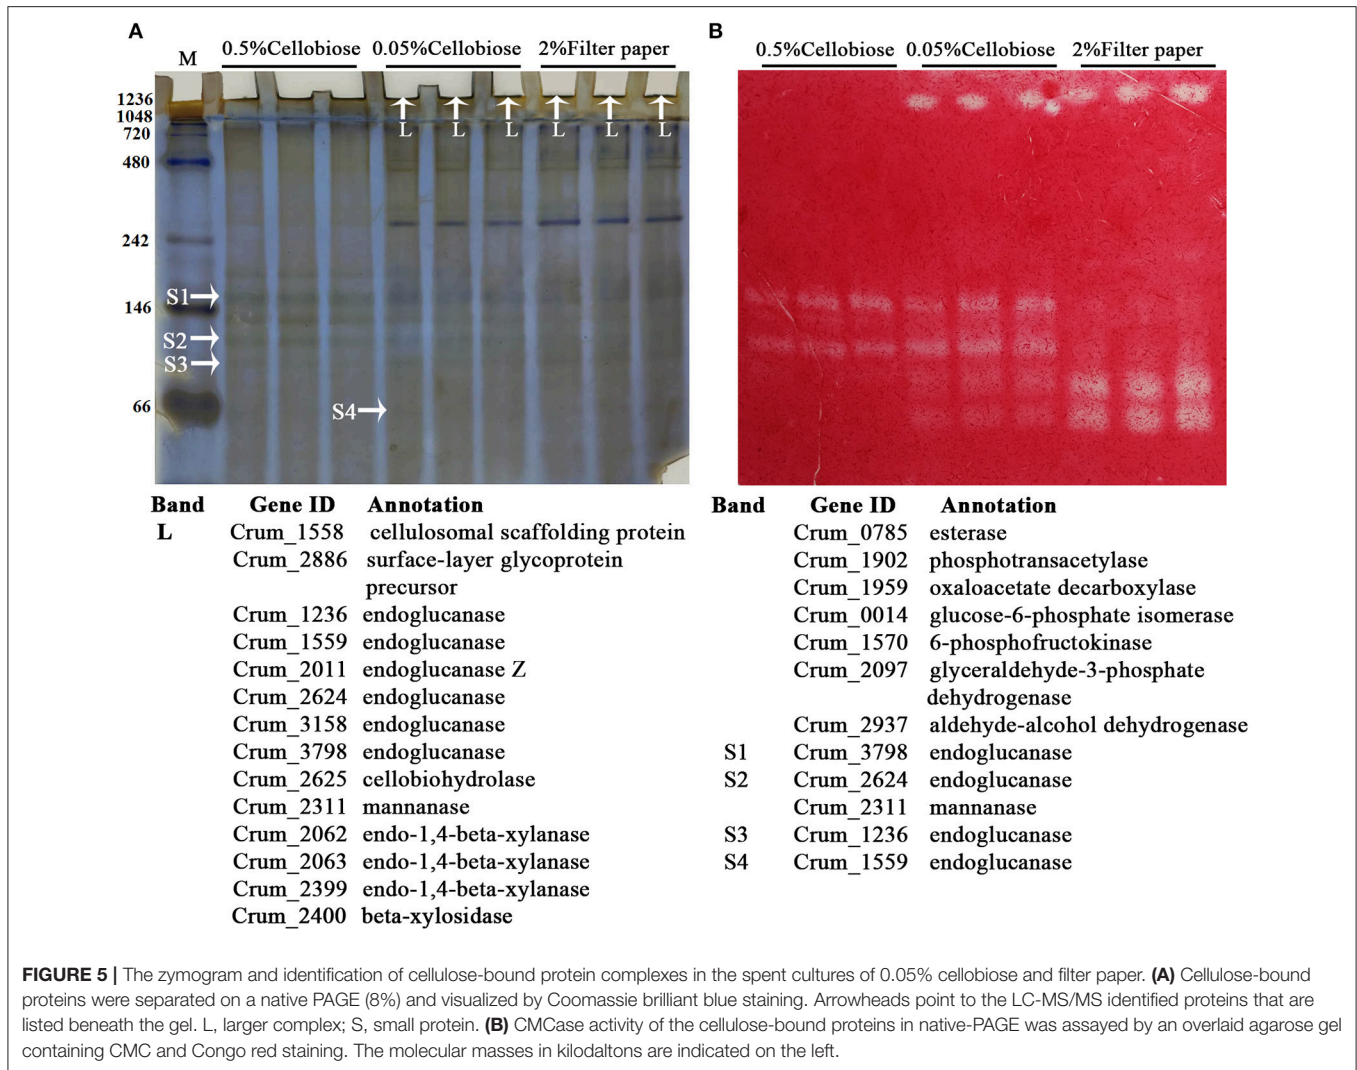 A
B
M
0.5%Cellobiose
0.05%Cellobiose
2%Filter paper
0.5%Cellobiose
0.05%Cellobiose
2%Filter paper
1236
1048
720
480
242
146
66
L
L
L
L
L
L
S1
S2
S3
S4
Band Gene ID Annotation
L Crum_1558 cellulosomal scaffolding protein
Crum_2886 surface-layer glycoprotein
precursor
Crum_1236 endoglucanase
Crum_1559 endoglucanase
Crum_2011 endoglucanase Z
Crum_2624 endoglucanase
Crum_3158 endoglucanase
Crum_3798 endoglucanase
Crum_2625 cellobiohydrolase
Crum_2311 mannanase
Crum_2062 endo-1,4-beta-xylanase
Crum_2063 endo-1,4-beta-xylanase
Crum_2399 endo-1,4-beta-xylanase
Crum_2400 beta-xylosidase
Band Gene ID Annotation
Crum_0785 esterase
Crum_1902 phosphotransacetylase
Crum_1959 oxaloacetate decarboxylase
Crum_0014 glucose-6-phosphate isomerase
Crum_1570 6-phosphofructokinase
Crum_2097 glyceraldehyde-3-phosphate
dehydrogenase
Crum_2937 aldehyde-alcohol dehydrogenase
S1 Crum_3798 endoglucanase
S2 Crum_2624 endoglucanase
Crum_2311 mannanase
S3 Crum_1236 endoglucanase
S4 Crum_1559 endoglucanase
FIGURE 5 | The zymogram and identification of cellulose-bound protein complexes in the spent cultures of 0.05% cellobiose and filter paper. (A) Cellulose-bound
proteins were separated on a native PAGE (8%) and visualized by Coomassie brilliant blue staining. Arrowheads point to the LC-MS/MS identified proteins that are
listed beneath the gel. L, larger complex; S, small protein. (B) CMCase activity of the cellulose-bound proteins in native-PAGE was assayed by an overlaid agarose gel
containing CMC and Congo red staining. The molecular masses in kilodaltons are indicated on the left.